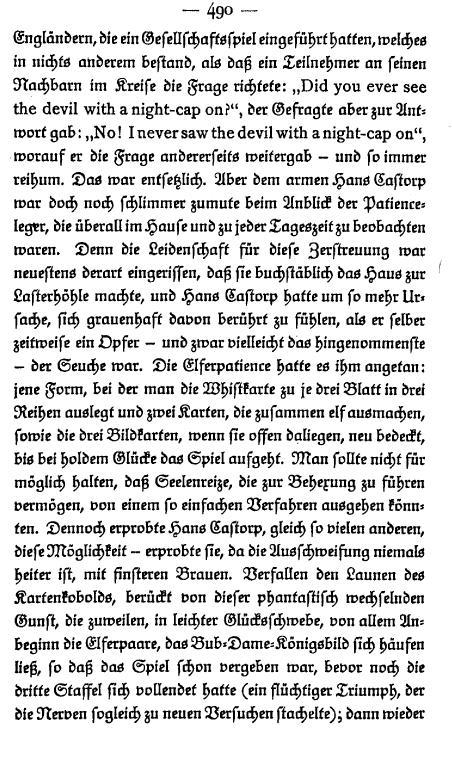 — 490 —
Engländern, die ein Gesellschaftsspiel eingeführt hatten, welches
in nichts anderem bestand, als daß ein Teilnehmer an seinen
Nachbarn im Kreise die Frage richtete: „Did you ever see
the devil with a night-cap on?“, der Gefragte aber zur Ant-
wort gab: „No! I never saw the devil with a night-cap on“,
worauf er die Frage andererseits weitergab – und so immer
reihum. Das war entsetzlich. Aber dem armen Hans Castorp
war doch noch schlimmer zumute beim Anblick der Patience-
leger, die überall im Hause und zu jeder Tageszeit zu beobachten
waren. Denn die Leidenschaft für diese Zerstreuung war
neuestens derart eingerissen, daß sie buchstäblich das Haus zur
Lasterhöhle machte, und Hans Castorp hatte um so mehr Ur-
sache, sich grauenhaft davon berührt zu fühlen, als er selber
zeitweise ein Opfer – und zwar vielleicht das hingenommenste
– der Seuche war. Die Elferpatience hatte es ihm angetan:
jene Form, bei der man die Whistkarte zu je drei Blatt in drei
Reihen auslegt und zwei Karten, die zusammen elf ausmachen,
sowie die drei Bildkarten, wenn sie offen daliegen, neu bedeckt,
bis bei holdem Glücke das Spiel aufgeht. Man sollte nicht für
möglich halten, daß Seelenreize, die zur Behexung zu führen
vermögen, von einem so einfachen Verfahren ausgehen könn-
ten. Dennoch erprobte Hans Castorp, gleich so vielen anderen,
diese Möglichkeit – erprobte sie, da die Ausschweifung niemals
heiter ist, mit finsteren Brauen. Verfallen den Launen des
Kartenkobolds, berückt von dieser phantastisch wechselnden
Gunst, die zuweilen, in leichter Glücksschwebe, von allem An-
beginn die Elferpaare, das Bub-Dame-Königsbild sich häufen
ließ, so daß das Spiel schon vergeben war, bevor noch die
dritte Staffel sich vollendet hatte (ein flüchtiger Triumph, der
die Nerven sogleich zu neuen Versuchen stachelte); dann wieder